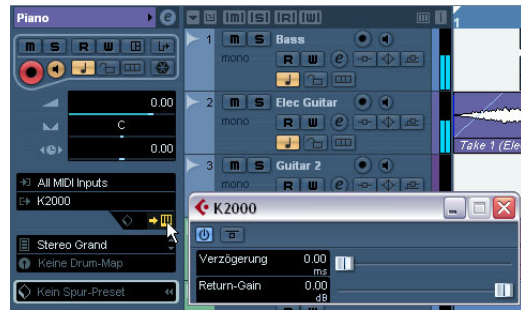 Piano
e
m S R W
0.00
C
0.00
All MIDI Inputs
K2000
Stereo Grand
Keine Drum-Map
Kein Spur-Preset
m S R W
1
1 m S Bass
mono R W e
2 m S Elec Guitar
mono R W e
Take 1 (Ele
3 m S Guitar 2
mono R W e
K2000
Verzögerung 0.00
ms
Return-Gain 0.00
dB